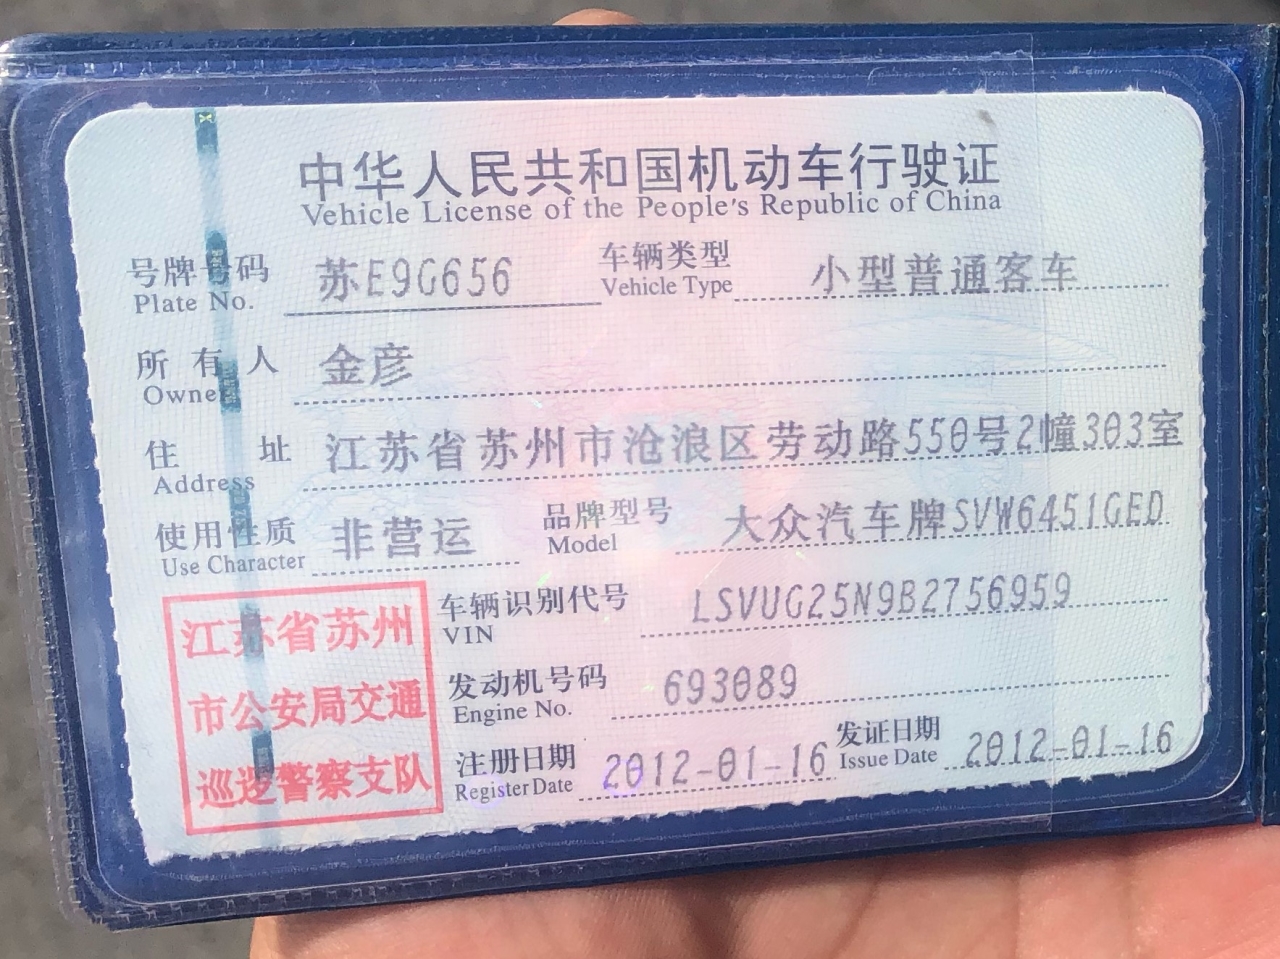 中华人民共和国机动车行驶证
Vehicle License of the People's Republic of China
号牌号码 苏E9G656 车辆类型 小型普通客车
Plate No. Vehicle Type
所有人 金彦
Owner
住址 江苏省苏州市沧浪区劳动路550号2幢303室
Address
使用性质 非营运 品牌型号 大众汽车牌SVW6451GED
Use Character Model
江苏省苏州
市公安局交通
巡逻警察支队
车辆识别代号 LSVUG25N9B2756959
VIN
发动机号码 693089
Engine No.
注册日期 2012-01-16 发证日期 2012-01-16
Register Date Issue Date